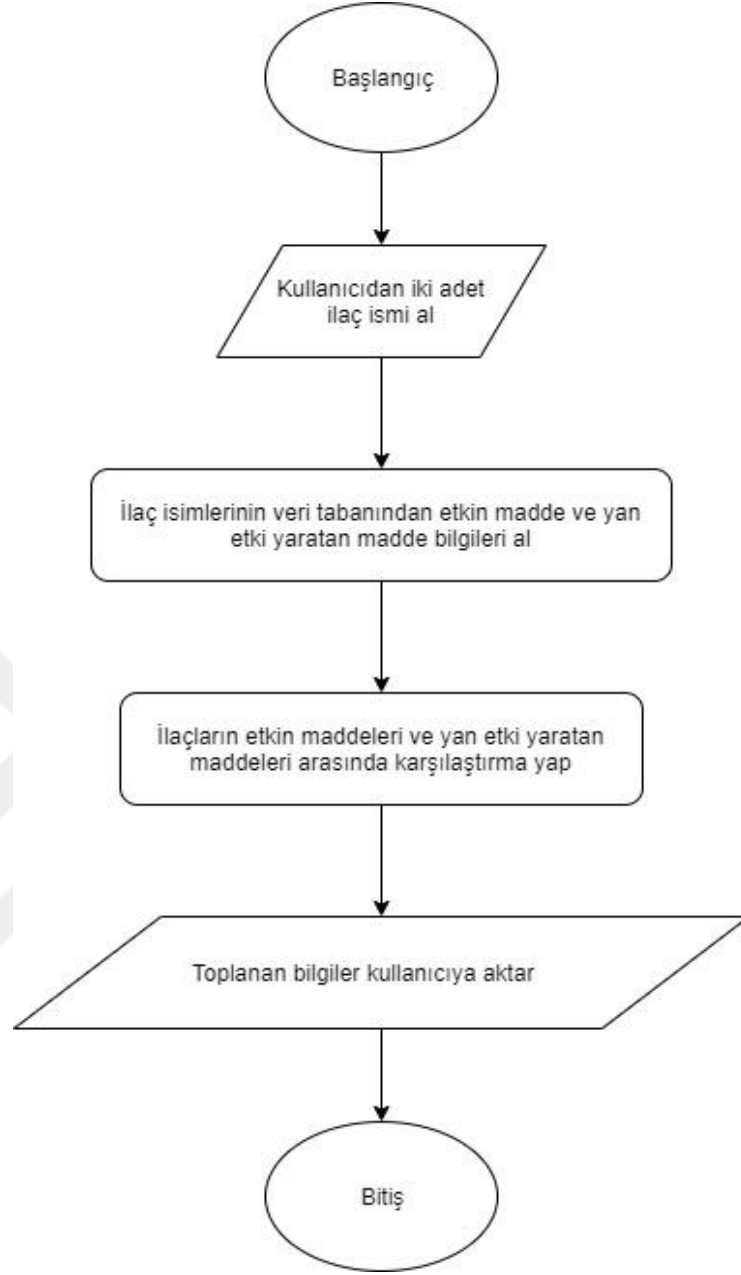 Başlangıç
Kullanıcıdan iki adet
ilaç ismi al
İlaç isimlerinin veri tabanından etkin madde ve yan
etki yaratan madde bilgileri al
İlaçların etkin maddeleri ve yan etki yaratan
maddeleri arasında karşılaştırma yap
Toplanan bilgiler kullanıcıya aktar
Bitiş